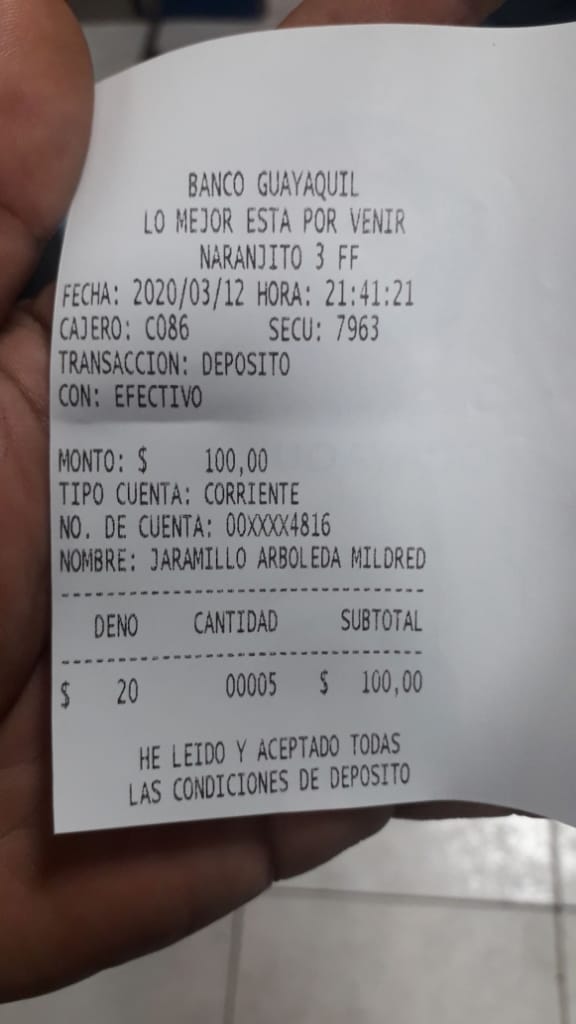 BANCO GUAYAQUIL
LO MEJOR ESTA POR VENIR
NARANJITO 3 FF
FECHA: 2020/03/12 HORA: 21:41:21
CAJERO: C086 SECU: 7963
TRANSACCION: DEPOSITO
CON: EFECTIVO
MONTO: $ 100,00
TIPO CUENTA: CORRIENTE
NO. DE CUENTA: 00XXXX4816
NOMBRE: JARAMILLO ARBOLEDA MILDRED
--------------------------------
DENO CANTIDAD SUBTOTAL
--------------------------------
$ 20 00005 $ 100,00
HE LEIDO Y ACEPTADO TODAS
LAS CONDICIONES DE DEPOSITO